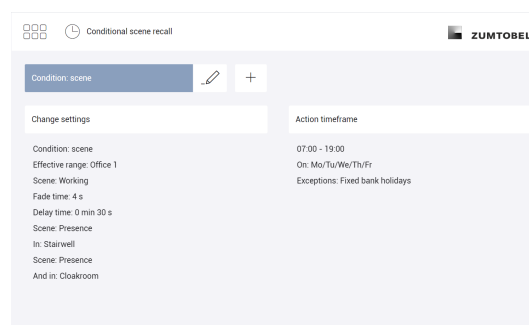 Conditional scene recall
ZUMTOBEL
Condition: scene
Change settings
Condition: scene
Effective range: Office 1
Scene: Working
Fade time: 4 s
Delay time: 0 min 30 s
Scene: Presence
In: Stairwell
Scene: Presence
And in: Cloakroom
Action timeframe
07:00 - 19:00
On: Mo/Tu/We/Th/Fr
Exceptions: Fixed bank holidays